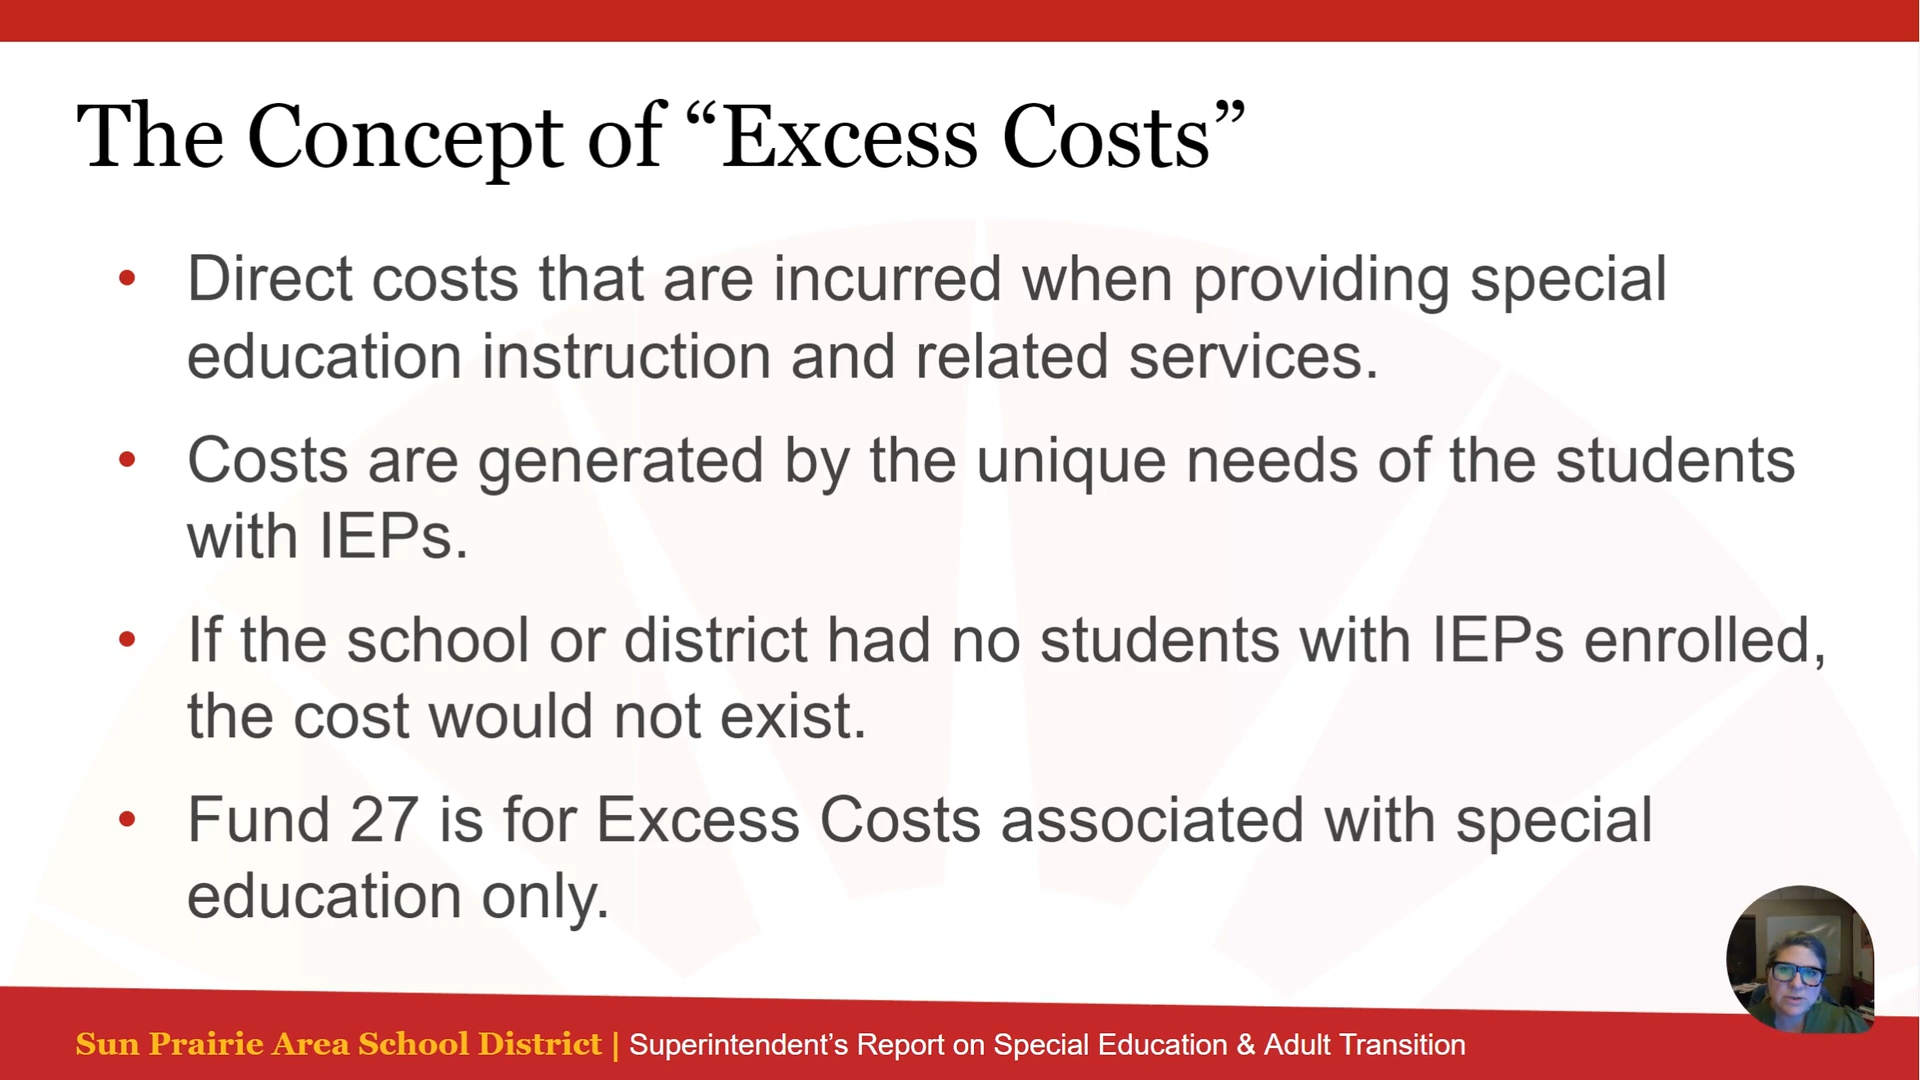 The Concept of “Excess Costs”
• Direct costs that are incurred when providing special
education instruction and related services.
• Costs are generated by the unique needs of the students
with IEPs.
• If the school or district had no students with IEPs enrolled,
the cost would not exist.
• Fund 27 is for Excess Costs associated with special
education only.
Sun Prairie Area School District | Superintendent’s Report on Special Education & Adult Transition